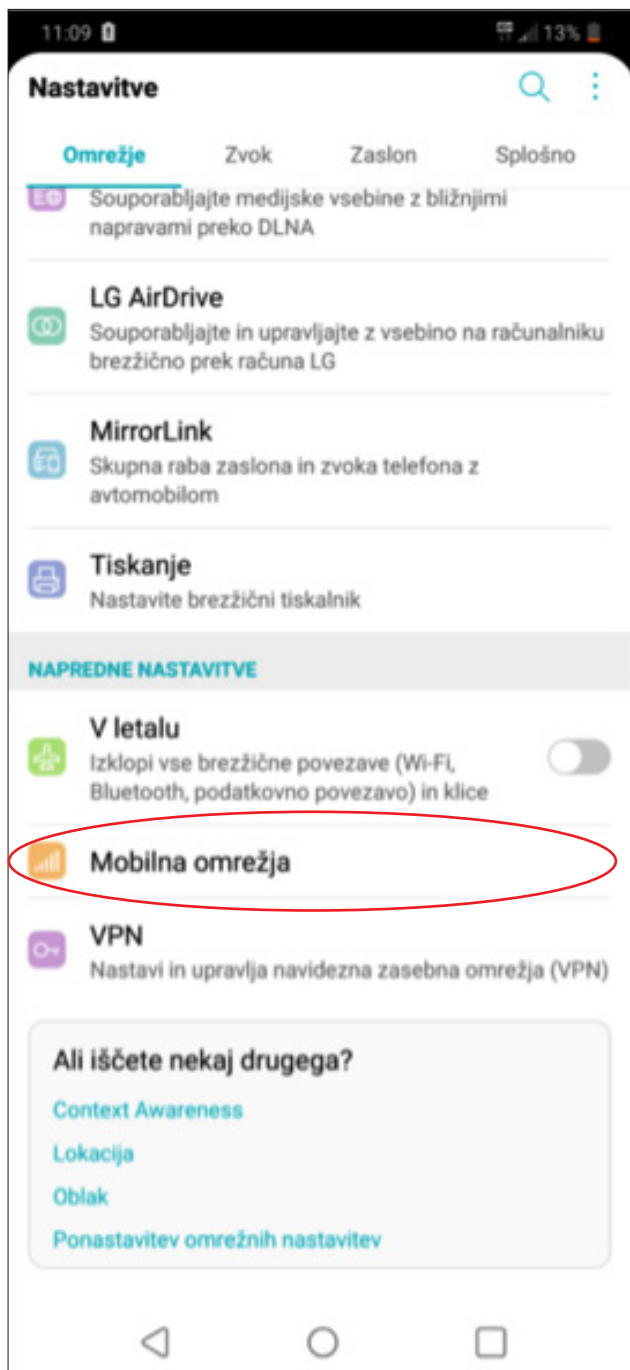 11:09 13%
Nastavitve
Omrežje Zvok Zaslon Splošno
Souporabljajte medijske vsebine z bližnjimi
napravami preko DLNA
LG AirDrive
Souporabljajte in upravljajte z vsebino na računalniku
brezžično prek računa LG
MirrorLink
Skupna raba zaslona in zvoka telefona z
avtomobilom
Tiskanje
Nastavite brezžični tiskalnik
NAPREDNE NASTAVITVE
V letalu
Izklopi vse brezžične povezave (Wi-Fi,
Bluetooth, podatkovno povezavo) in klice
Mobilna omrežja
VPN
Nastavi in upravlja navidezna zasebna omrežja (VPN)
Ali iščete nekaj drugega?
Context Awareness
Lokacija
Oblak
Ponastavitev omrežnih nastavitev